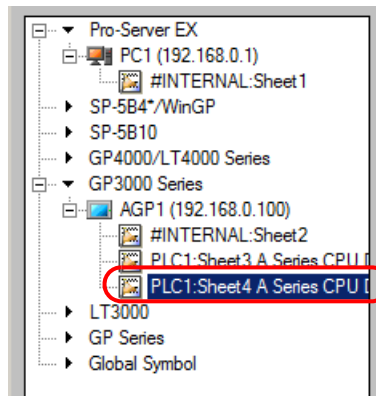 Pro-Server EX
PC1 (192.168.0.1)
#INTERNAL:Sheet1
SP-5B4*/WinGP
SP-5B10
GP4000/LT4000 Series
GP3000 Series
AGP1 (192.168.0.100)
#INTERNAL:Sheet2
PLC1:Sheet3 A Series CPU
PLC1:Sheet4 A Series CPU
LT3000
GP Series
Global Symbol